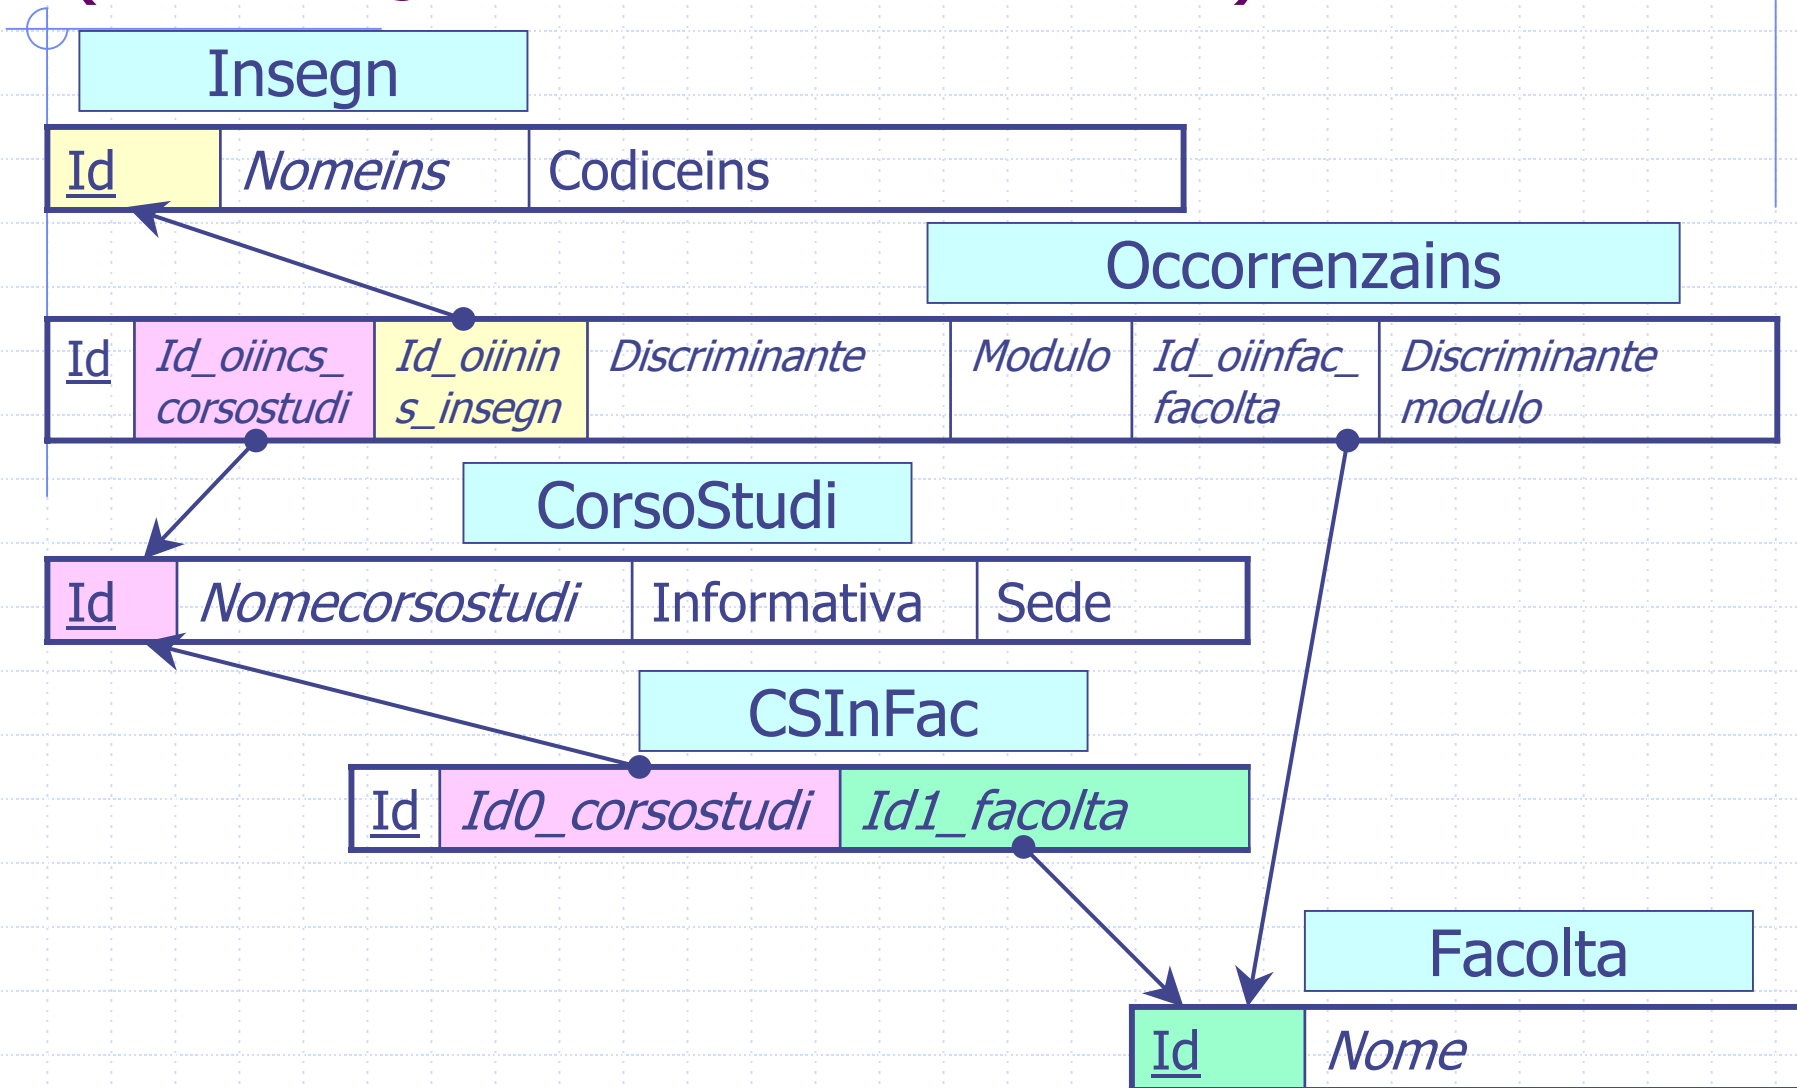 Insegn
Id Nomeins Codiceins
Occorrenzains
Id Id_oiincs_ Id_oiinin Discriminante Modulo Id_oiinfac_ Discriminante
corsostudi s_insegn facolta modulo
CorsoStudi
Id Nomecorsostudi Informativa Sede
CSInFac
Id Id0_corsostudi Id1_facolta
Facolta
Id Nome